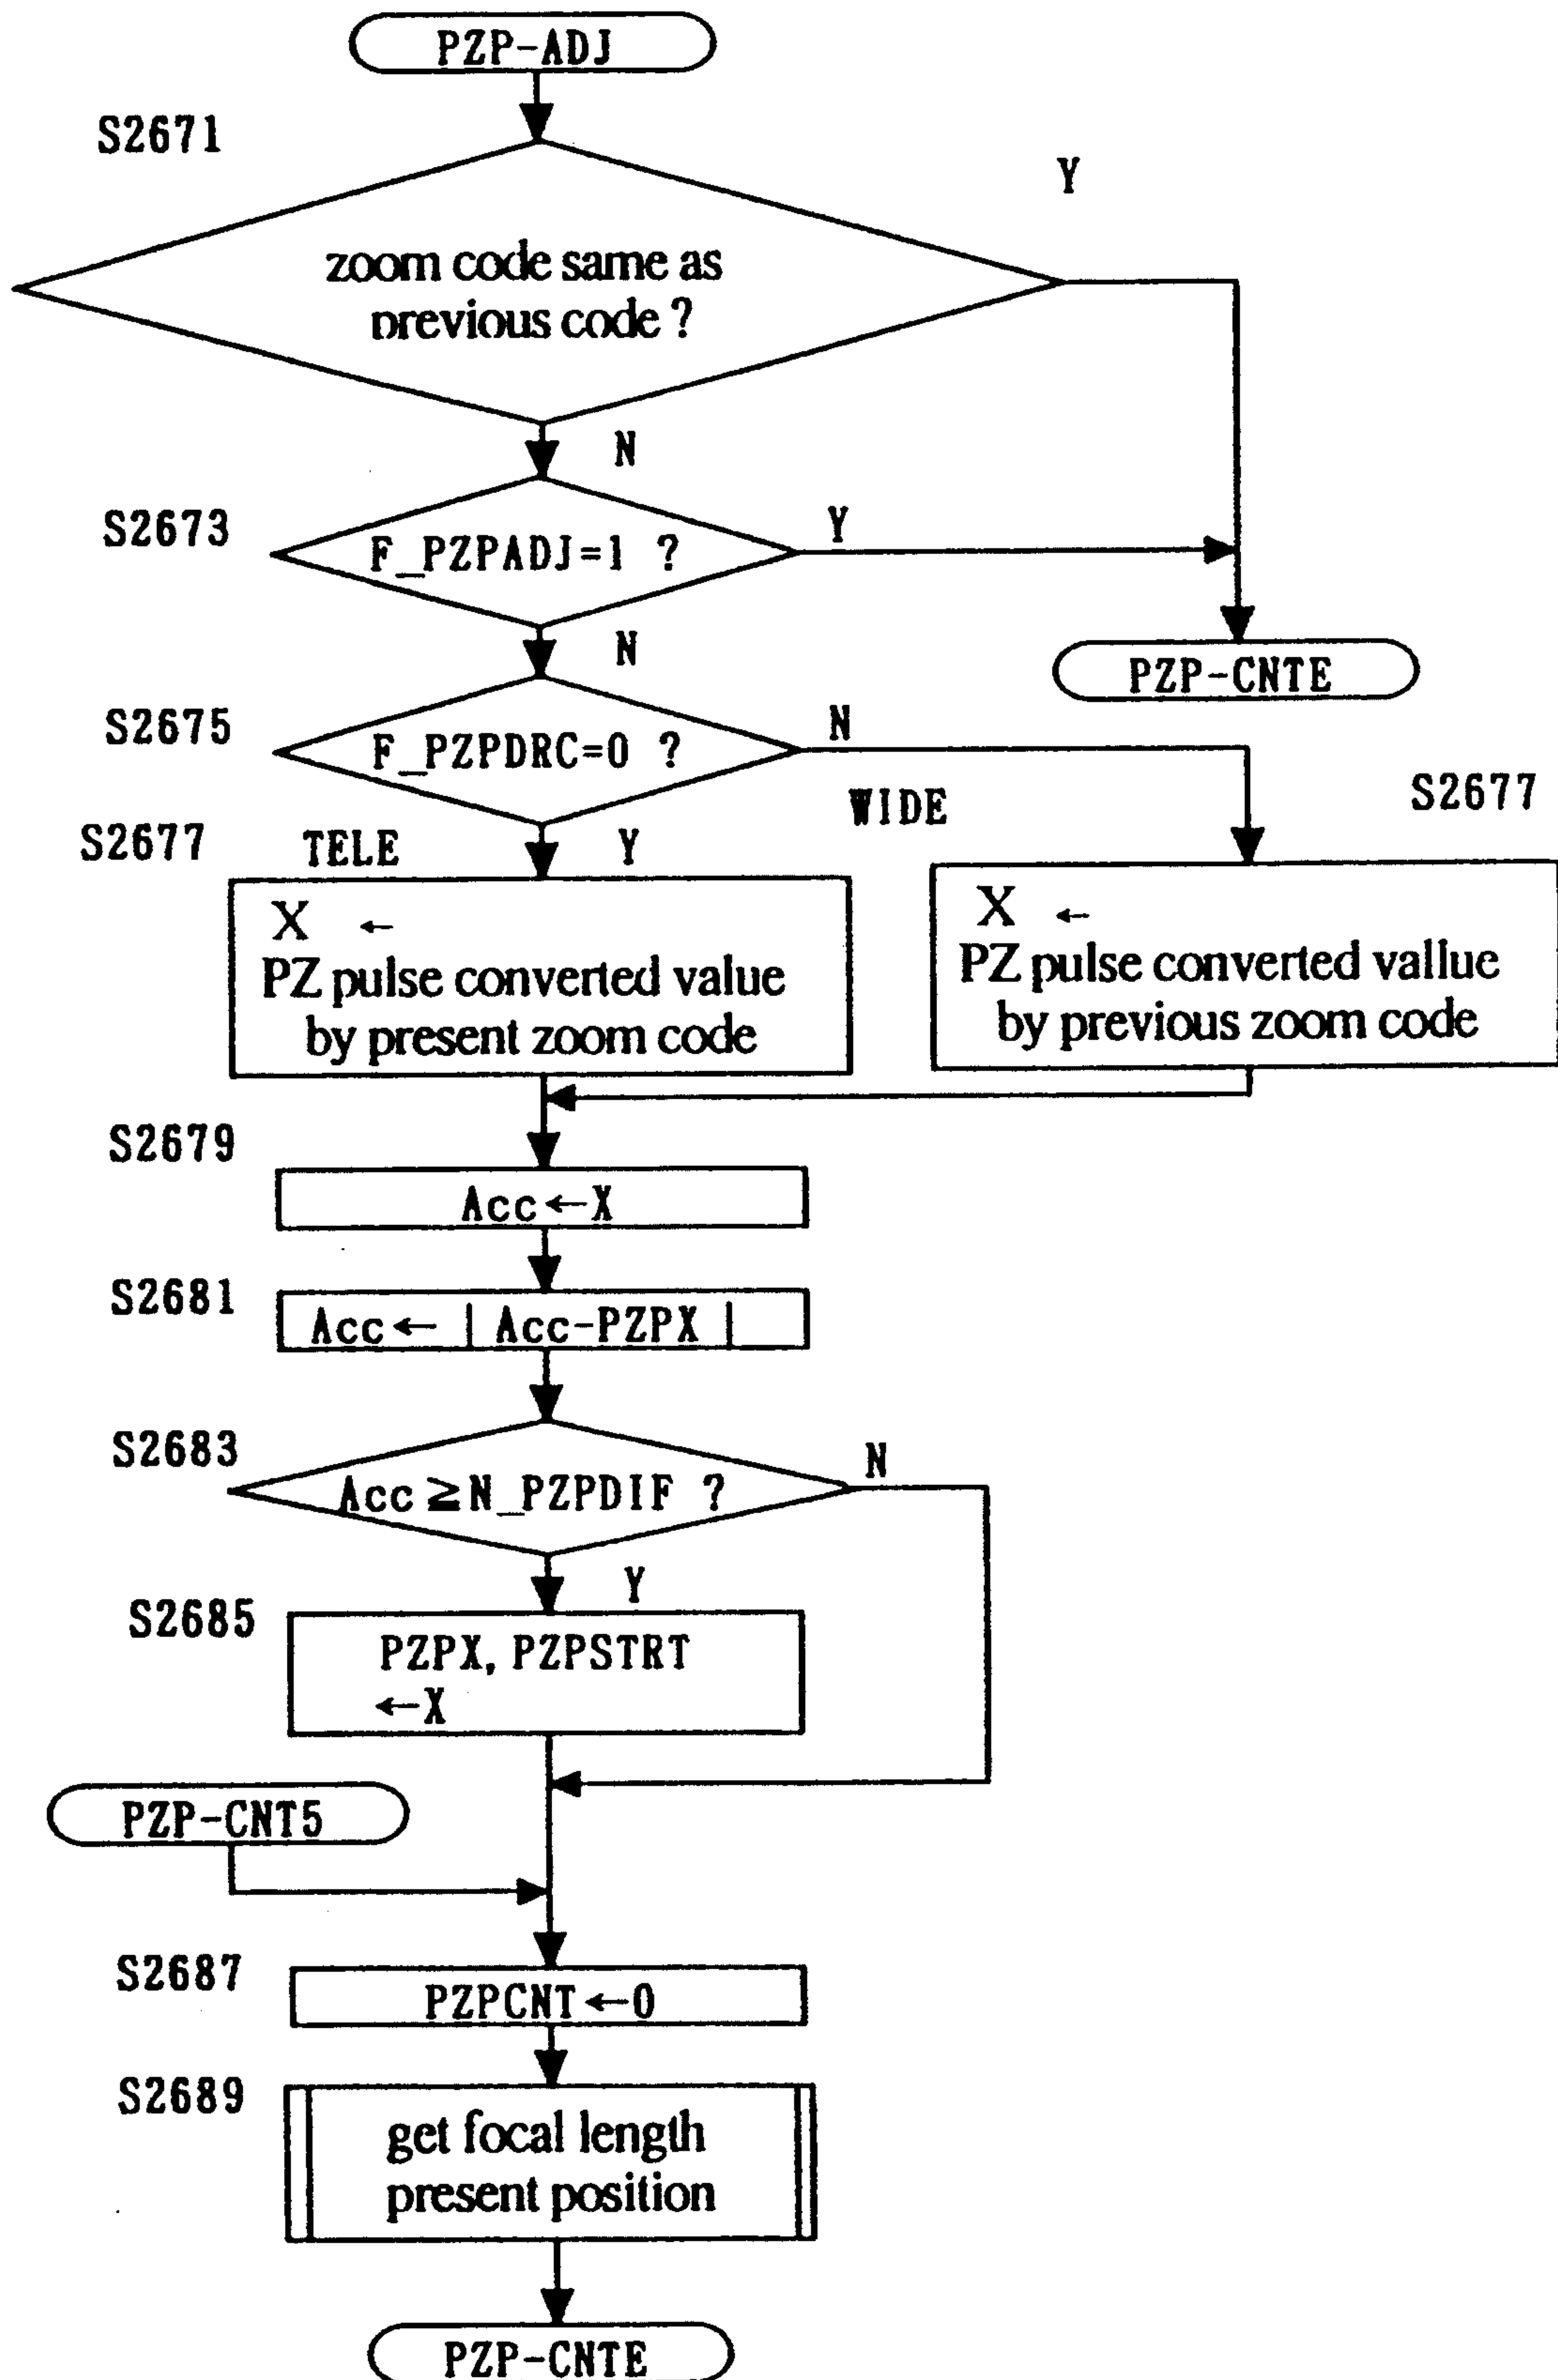 PZP-ADJ
S2671
Y
zoom code same as
previous code ?
N
S2673
F_PZPADJ=1 ?
Y
N
PZP-CNTE
S2675
F_PZPDRC=0 ?
N
WIDE
S2677
S2677
TELE
Y
X ←
PZ pulse converted value
by present zoom code
X ←
PZ pulse converted vallue
by previous zoom code
S2679
Acc←X
S2681
Acc← | Acc-PZPX |
S2683
Acc≧N_PZPDIF ?
N
Y
S2685
PZPX, PZPSTRT
←X
PZP-CNT5
S2687
PZPCNT←0
S2689
get focal length
present position
PZP-CNTE